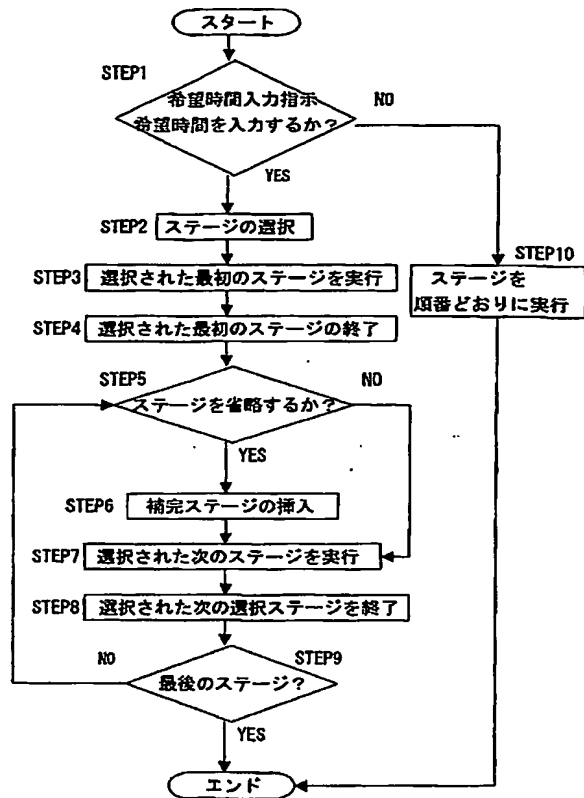 スタート
STEP1
希望時間入力指示
希望時間を入力するか?
NO
YES
STEP2
ステージの選択
STEP10
ステージを
順番どおりに実行
STEP3
選択された最初のステージを実行
STEP4
選択された最初のステージの終了
STEP5
NO
ステージを省略するか?
YES
STEP6
補完ステージの挿入
STEP7
選択された次のステージを実行
STEP8
選択された次の選択ステージを終了
NO
STEP9
最後のステージ?
YES
エンド